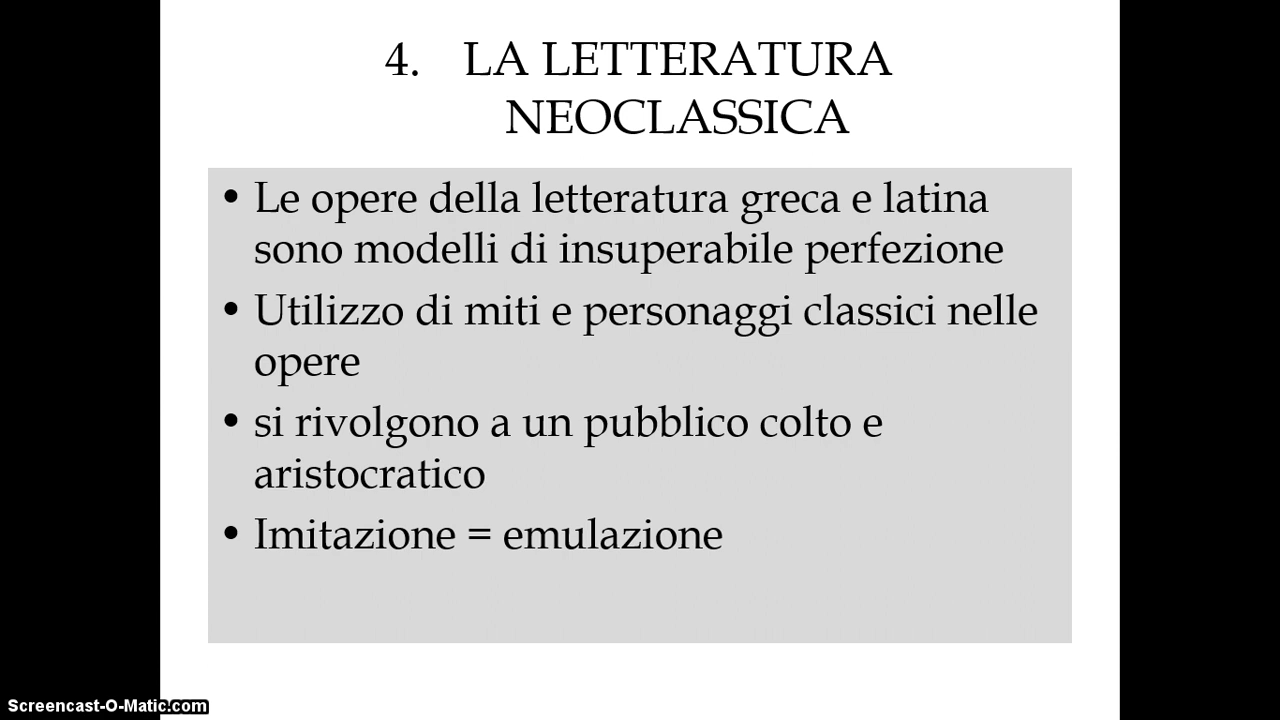 4. LA LETTERATURA
NEOCLASSICA
• Le opere della letteratura greca e latina
sono modelli di insuperabile perfezione
• Utilizzo di miti e personaggi classici nelle
opere
• si rivolgono a un pubblico colto e
aristocratico
• Imitazione = emulazione
Screencast-O-Matic.com